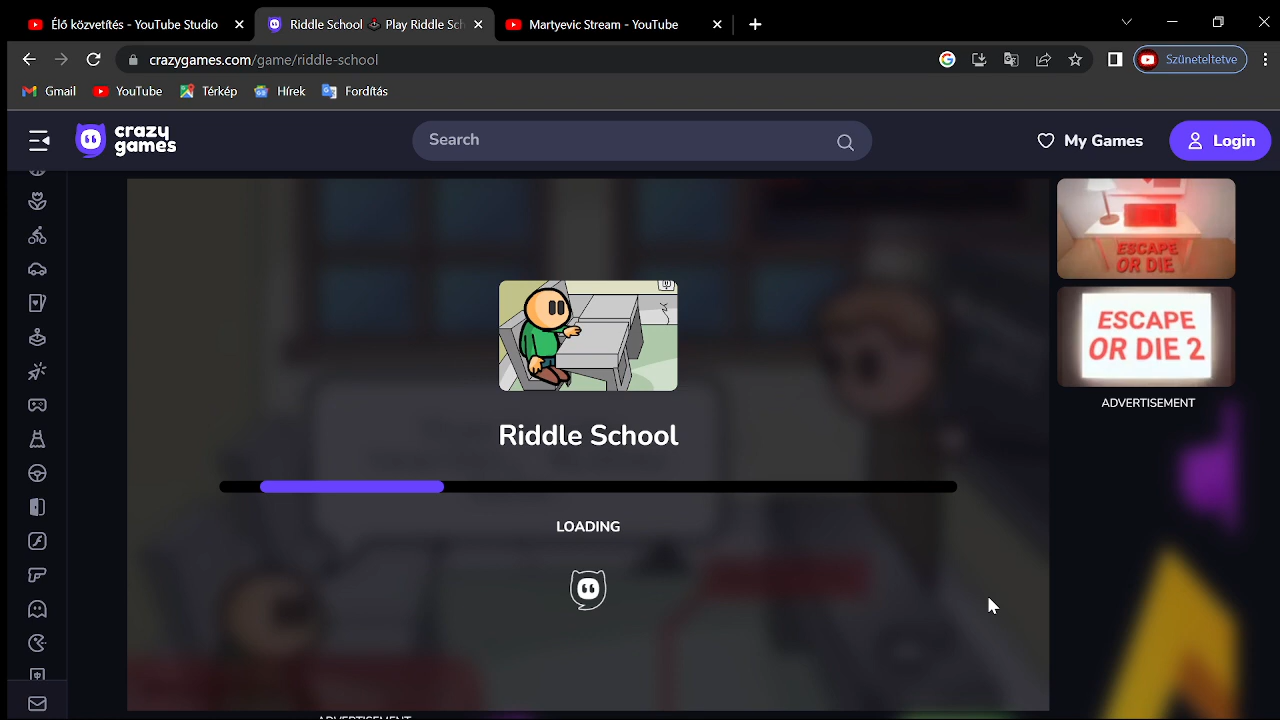 Élő közvetítés - YouTube Studio
Riddle School 🕹 Play Riddle Sch
Martyevic Stream - YouTube
crazygames.com/game/riddle-school
Szüneteltetve
Gmail
YouTube
Térkép
Hírek
Fordítás
crazy
games
Search
My Games
Login
ESCAPE
OR DIE
ESCAPE
OR DIE 2
ADVERTISEMENT
Riddle School
LOADING
ADVERTISEMENT